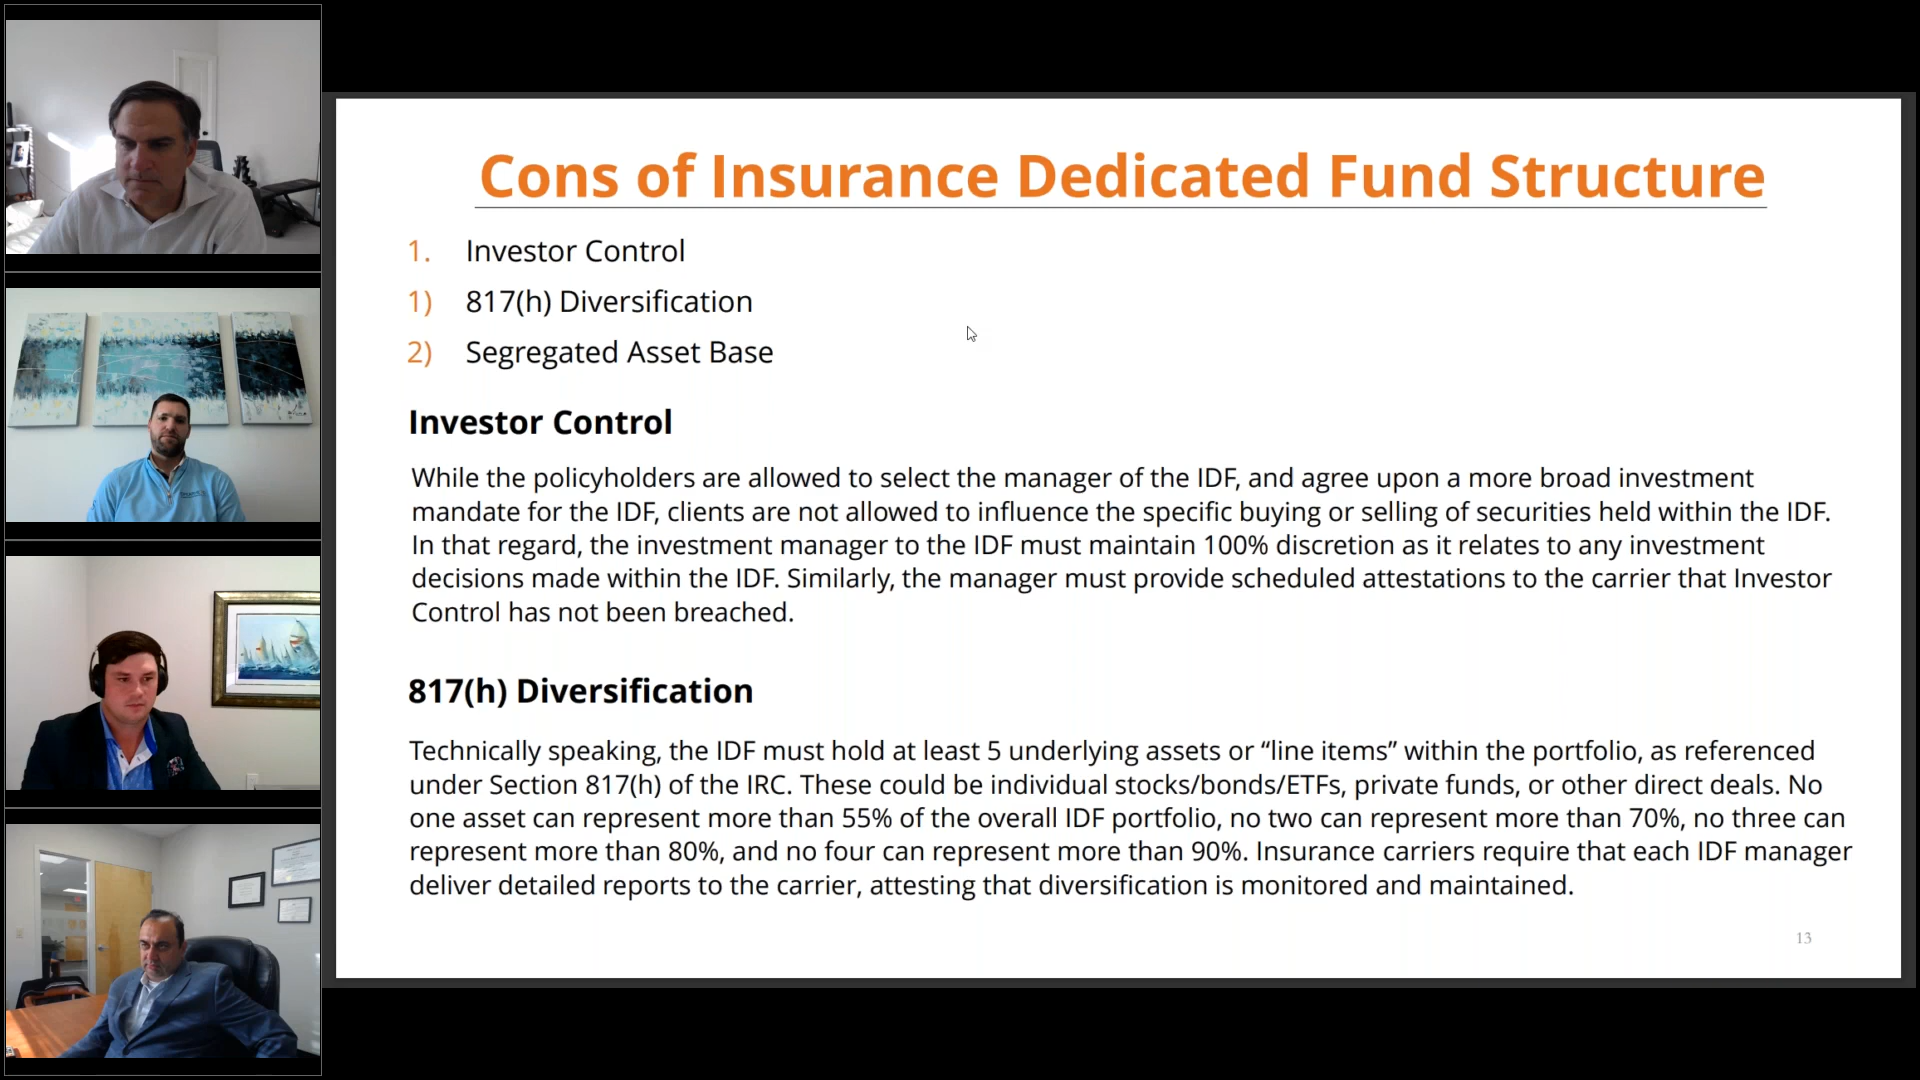 Cons of Insurance Dedicated Fund Structure
1. Investor Control
1) 817(h) Diversification
2) Segregated Asset Base
Investor Control
While the policyholders are allowed to select the manager of the IDF, and agree upon a more broad investment
mandate for the IDF, clients are not allowed to influence the specific buying or selling of securities held within the IDF.
In that regard, the investment manager to the IDF must maintain 100% discretion as it relates to any investment
decisions made within the IDF. Similarly, the manager must provide scheduled attestations to the carrier that Investor
Control has not been breached.
817(h) Diversification
Technically speaking, the IDF must hold at least 5 underlying assets or “line items” within the portfolio, as referenced
under Section 817(h) of the IRC. These could be individual stocks/bonds/ETFs, private funds, or other direct deals. No
one asset can represent more than 55% of the overall IDF portfolio, no two can represent more than 70%, no three can
represent more than 80%, and no four can represent more than 90%. Insurance carriers require that each IDF manager
deliver detailed reports to the carrier, attesting that diversification is monitored and maintained.
13